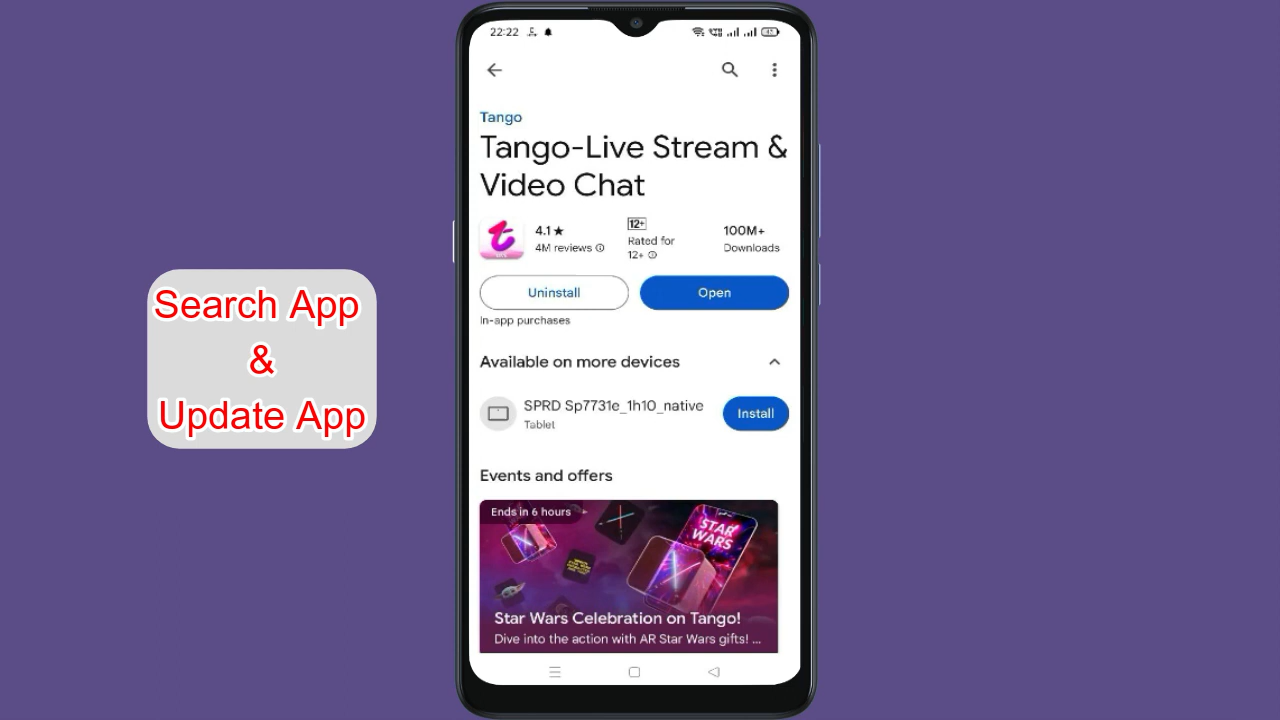 Search App
&
Update App
22:22
Tango
Tango-Live Stream &
Video Chat
4.1★
4M reviews
12+
Rated for
12+
100M+
Downloads
Uninstall
Open
In-app purchases
Available on more devices
SPRD Sp7731e_1h10_native
Tablet
Install
Events and offers
Ends in 6 hours
STAR
WARS
Star Wars Celebration on Tango!
Dive into the action with AR Star Wars gifts! ...